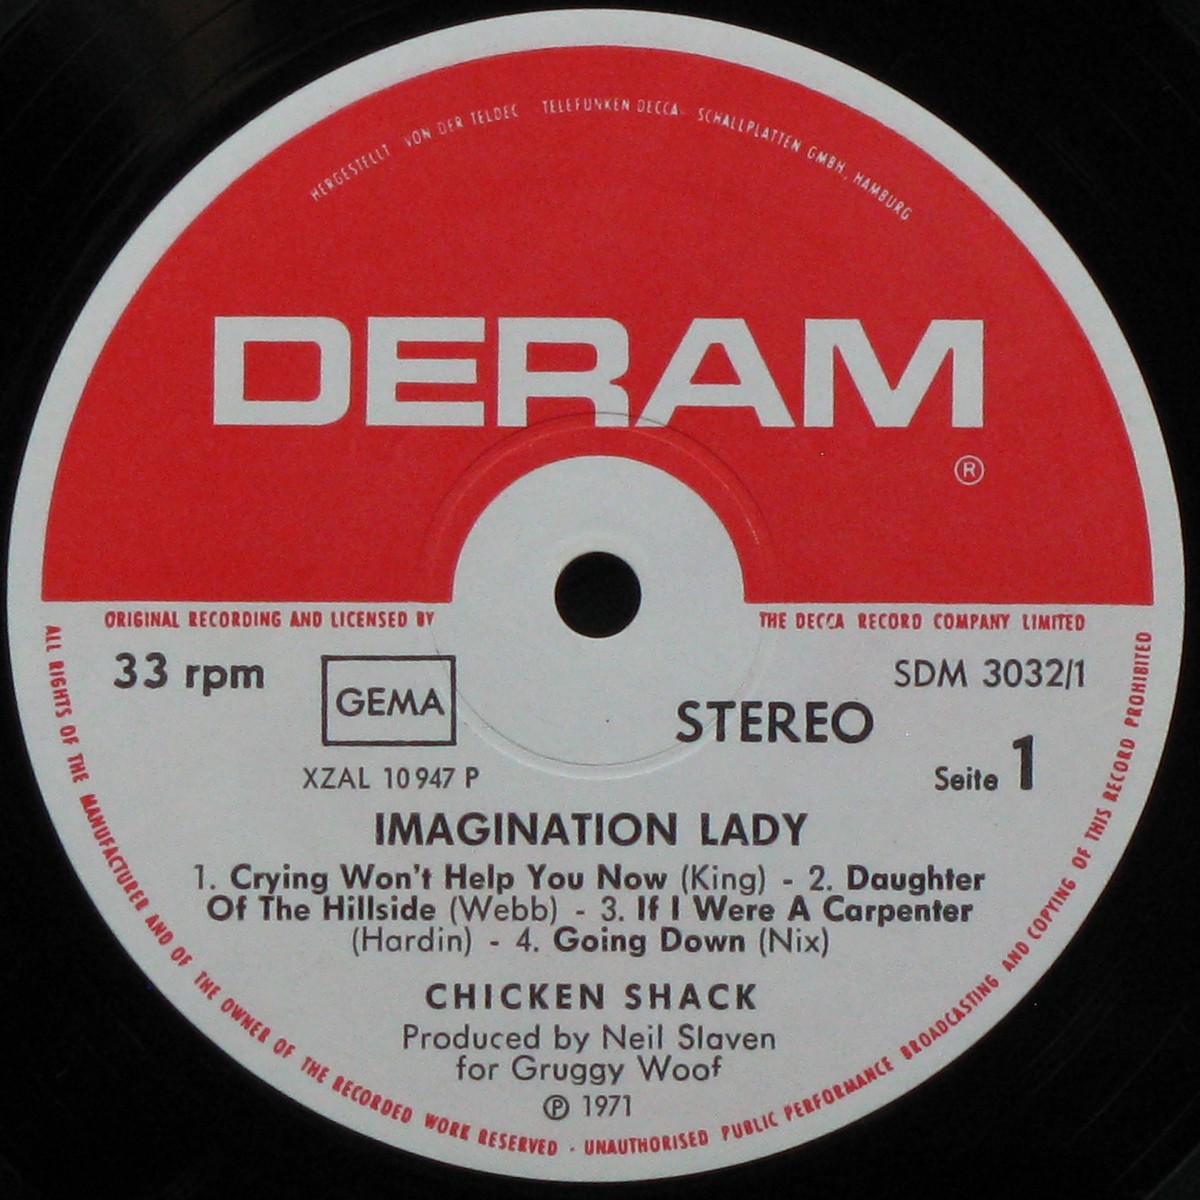 HERGESTELLT VON DER TELDEC TELEFUNKEN DECCA SCHALLPLATTEN GMBH, HAMBURG
DERAM
®
ORIGINAL RECORDING AND LICENSED BY THE DECCA RECORD COMPANY LIMITED
33 rpm
GEMA
SDM 3032/1
STEREO
XZAL 10947 P
Seite 1
IMAGINATION LADY
1. Crying Won't Help You Now (King) - 2. Daughter
Of The Hillside (Webb) - 3. If I Were A Carpenter
(Hardin) - 4. Going Down (Nix)
CHICKEN SHACK
Produced by Neil Slaven
for Gruggy Woof
℗ 1971
ALL RIGHTS OF THE MANUFACTURER AND OF THE OWNER OF THE RECORDED WORK RESERVED - UNAUTHORISED PUBLIC PERFORMANCE BROADCASTING AND COPYING OF THIS RECORD PROHIBITED